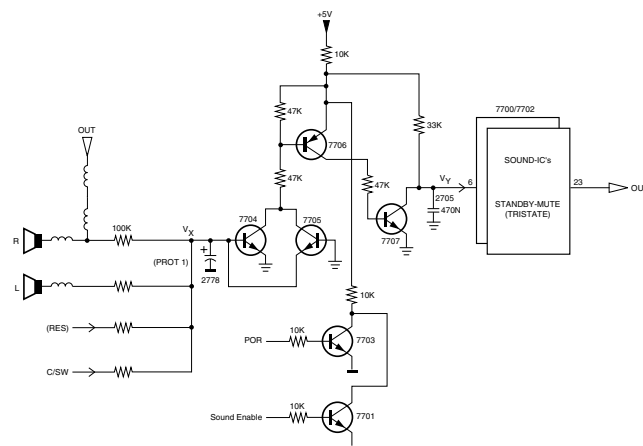 +5V
10K
47K
7706
33K
7700/7702
SOUND-IC's
STANDBY-MUTE
(TRISTATE)
OUT
47K
47K
VY
6
23
OU
2705
470N
7707
7704
7705
R
100K
VX
(PROT 1)
+
2778
L
10K
(RES)
POR
10K
7703
C/SW
Sound Enable
10K
7701